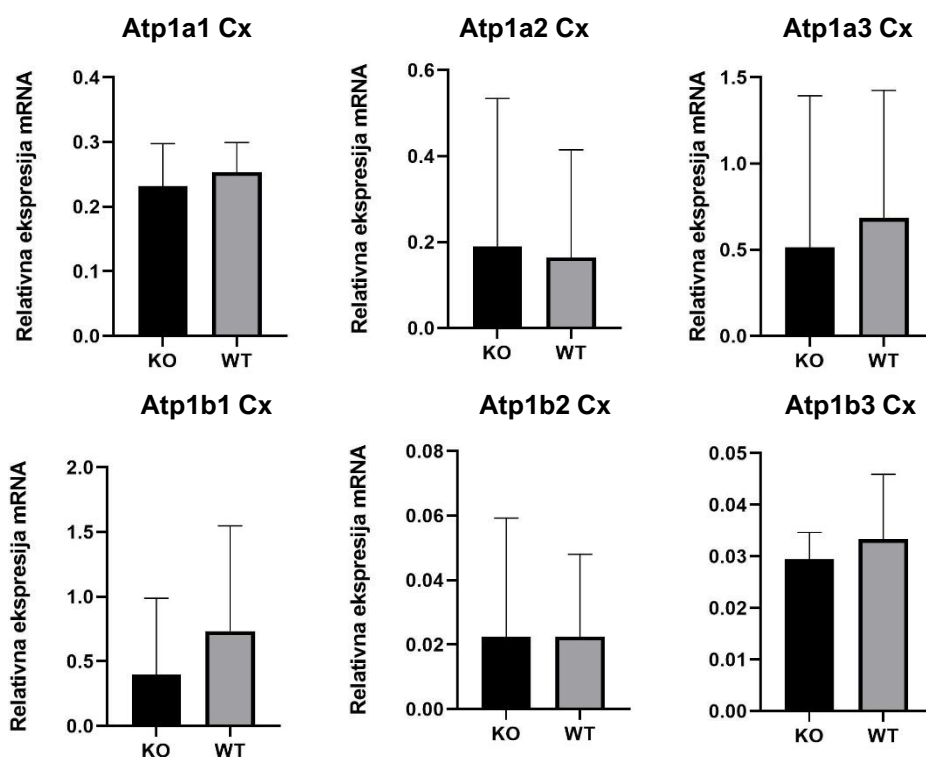 Atp1a1 Cx
Atp1a2 Cx
Atp1a3 Cx
Relativna ekspresija mRNA
0.4
0.3
0.2
0.1
0.0
KO
WT
Relativna ekspresija mRNA
0.6
0.4
0.2
0.0
KO
WT
Relativna ekspresija mRNA
1.5
1.0
0.5
0.0
KO
WT
Atp1b1 Cx
Atp1b2 Cx
Atp1b3 Cx
Relativna ekspresija mRNA
2.0
1.5
1.0
0.5
0.0
KO
WT
Relativna ekspresija mRNA
0.08
0.06
0.04
0.02
0.00
KO
WT
Relativna ekspresija mRNA
0.05
0.04
0.03
0.02
0.01
0.00
KO
WT